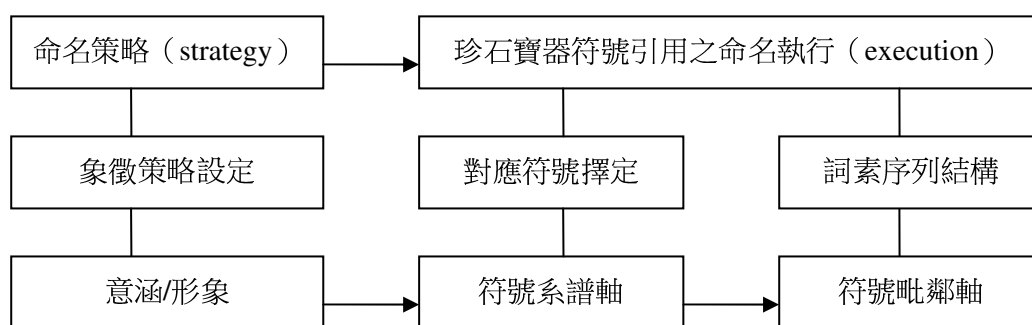 命名策略（strategy）
珍石寶器符號引用之命名執行（execution）
象徵策略設定
對應符號擇定
詞素序列結構
意涵/形象
符號系譜軸
符號毗鄰軸